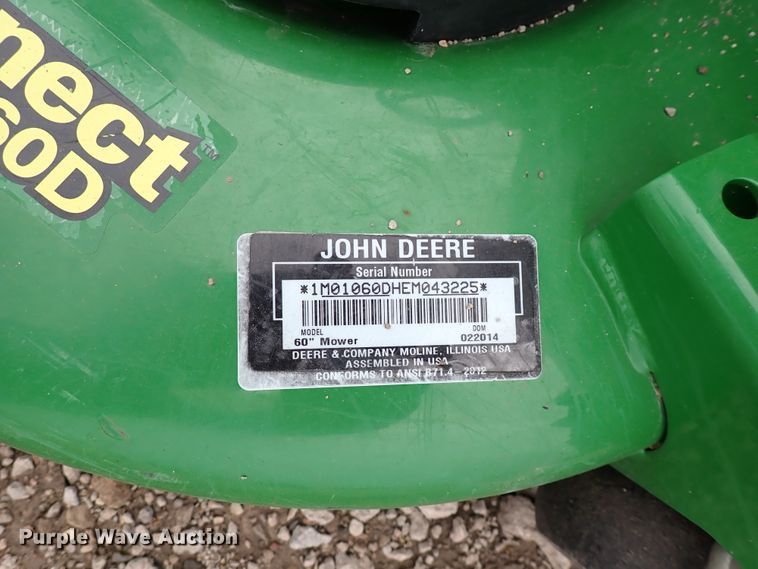 nect™
60D
JOHN DEERE
Serial Number
*1M01060DHEM043225*
MODEL DOM
60" Mower 022014
DEERE & COMPANY MOLINE, ILLINOIS USA
ASSEMBLED IN USA
CONFORMS TO ANSI B71.4-2012
Purple Wave Auction